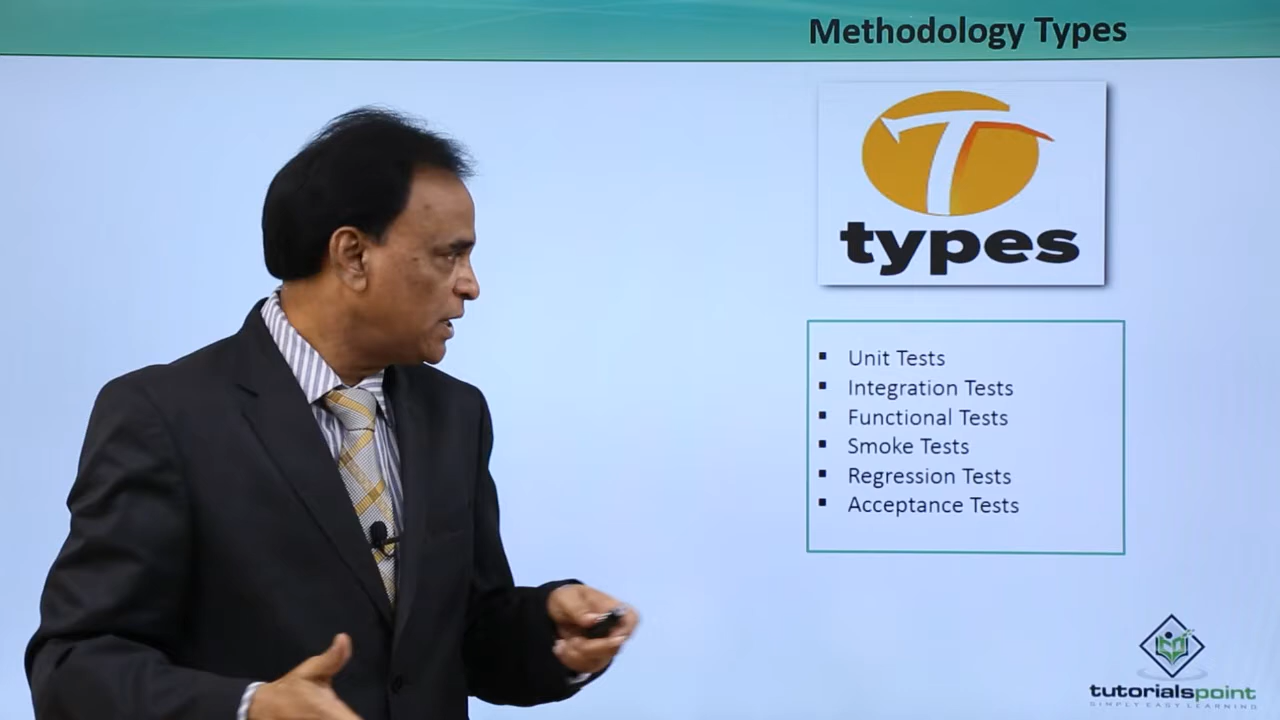 Methodology Types
T
types
▪ Unit Tests
▪ Integration Tests
▪ Functional Tests
▪ Smoke Tests
▪ Regression Tests
▪ Acceptance Tests
tutorialspoint
SIMPLY EASY LEARNING